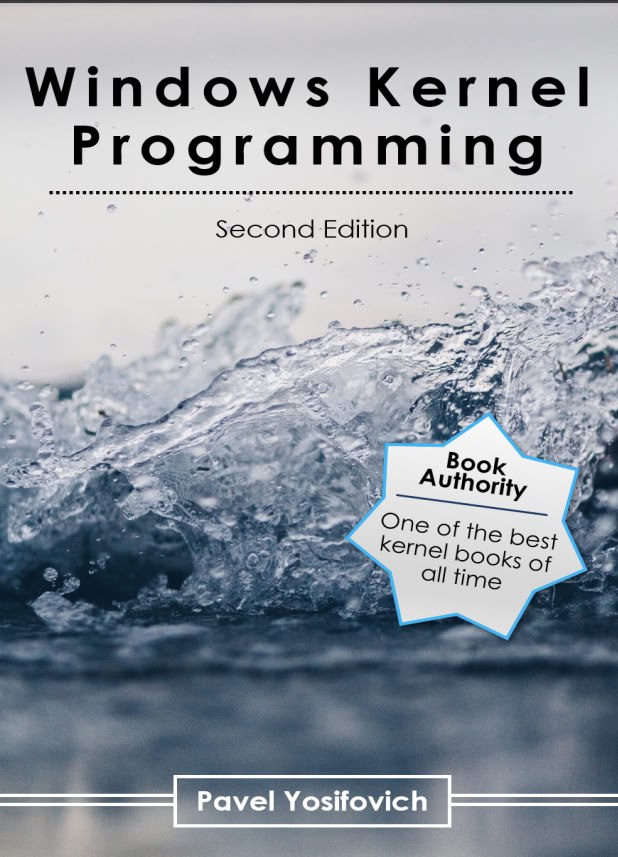 Windows Kernel
Programming
Second Edition
Book
Authority
One of the best
kernel books of
all time
Pavel Yosifovich